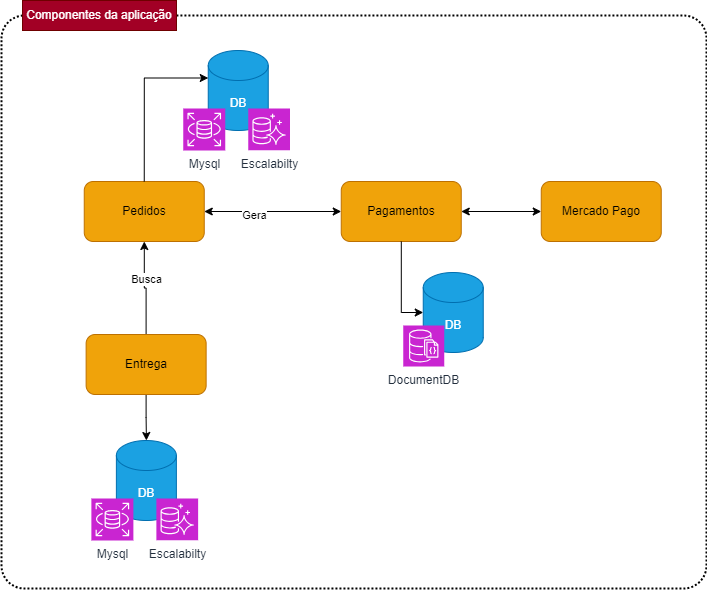 Componentes da aplicação
DB
Mysql
Escalabilty
Pedidos
Gera
Pagamentos
Mercado Pago
Busca
DB
DocumentDB
Entrega
DB
Mysql
Escalabilty